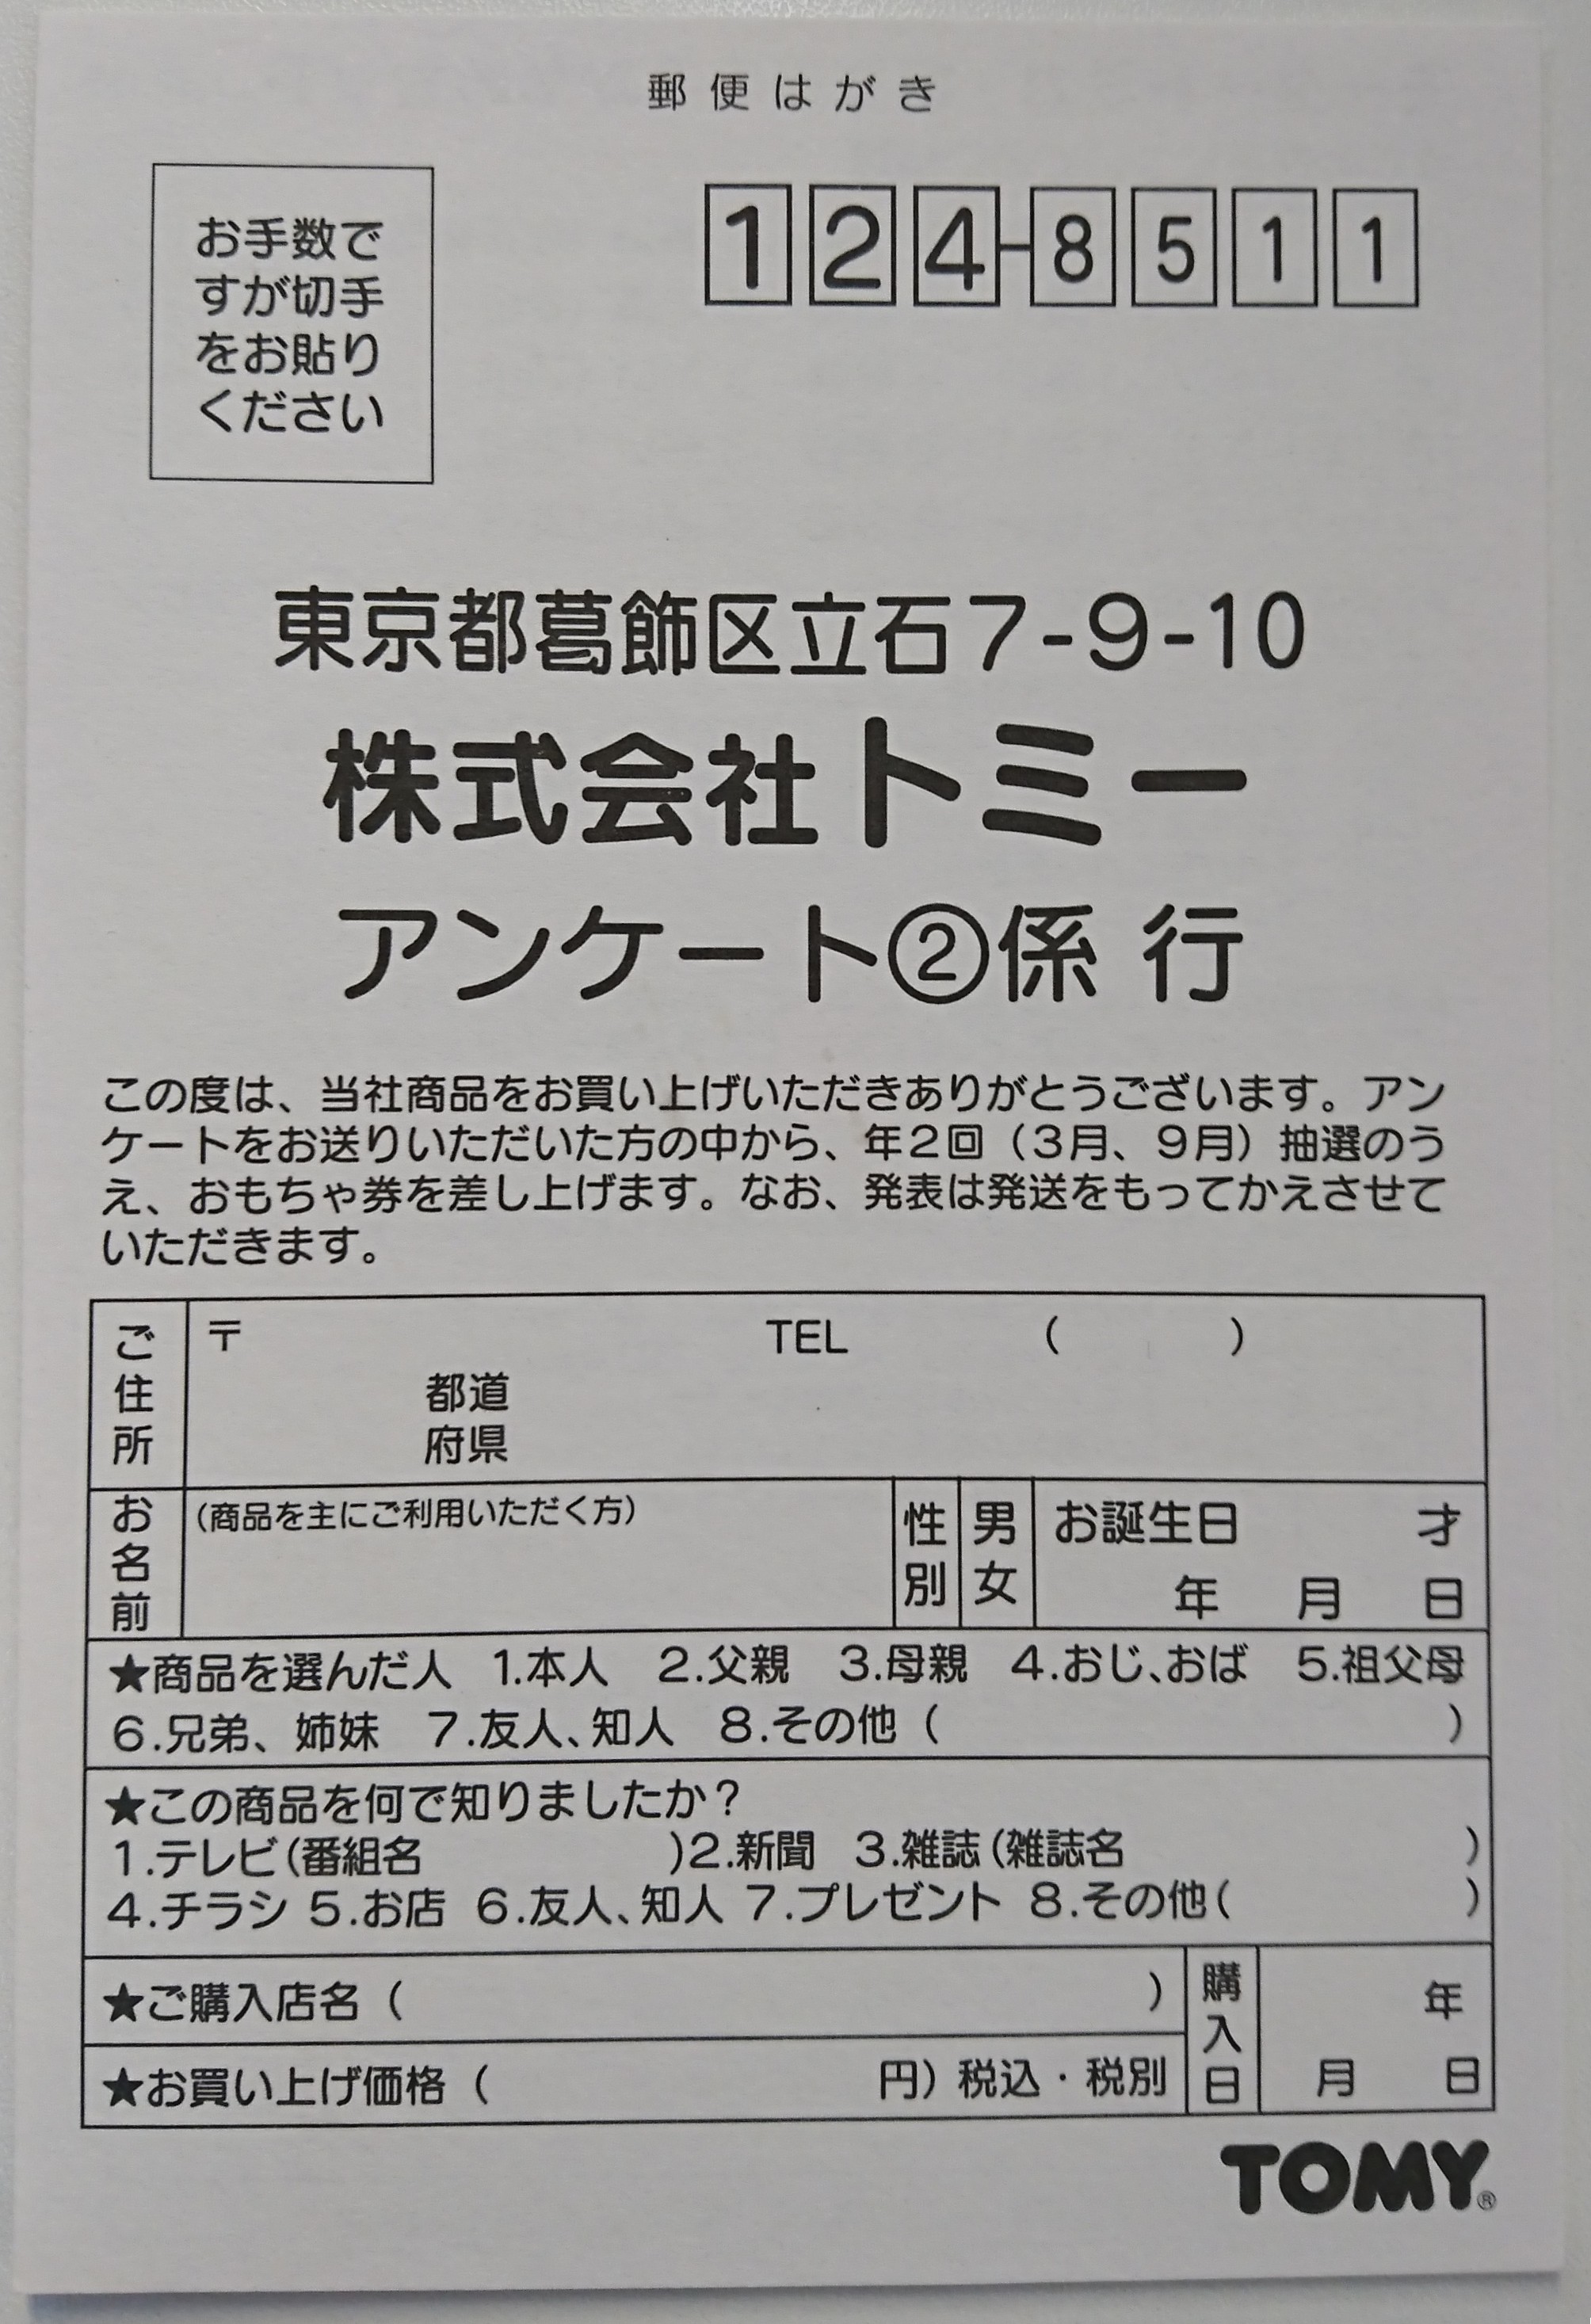 郵便はがき
お手数で
すが切手
をお貼り
ください
124-8511
東京都葛飾区立石7-9-10
株式会社トミー
アンケート②係 行
この度は、当社商品をお買い上げいただきありがとうございます。アン
ケートをお送りいただいた方の中から、年2回（3月、9月）抽選のう
え、おもちゃ券を差し上げます。なお、発表は発送をもってかえさせて
いただきます。
ご住所
〒 TEL ( )
都道
府県
お名前
(商品を主にご利用いただく方)
性別
男女
お誕生日 才
年 月 日
★商品を選んだ人 1.本人 2.父親 3.母親 4.おじ、おば 5.祖父母
6.兄弟、姉妹 7.友人、知人 8.その他 ( )
★この商品を何で知りましたか？
1.テレビ(番組名 )2.新聞 3.雑誌(雑誌名 )
4.チラシ 5.お店 6.友人、知人 7.プレゼント 8.その他( )
★ご購入店名 ( )
★お買い上げ価格 ( 円) 税込・税別
購入日
年
月 日
TOMY®